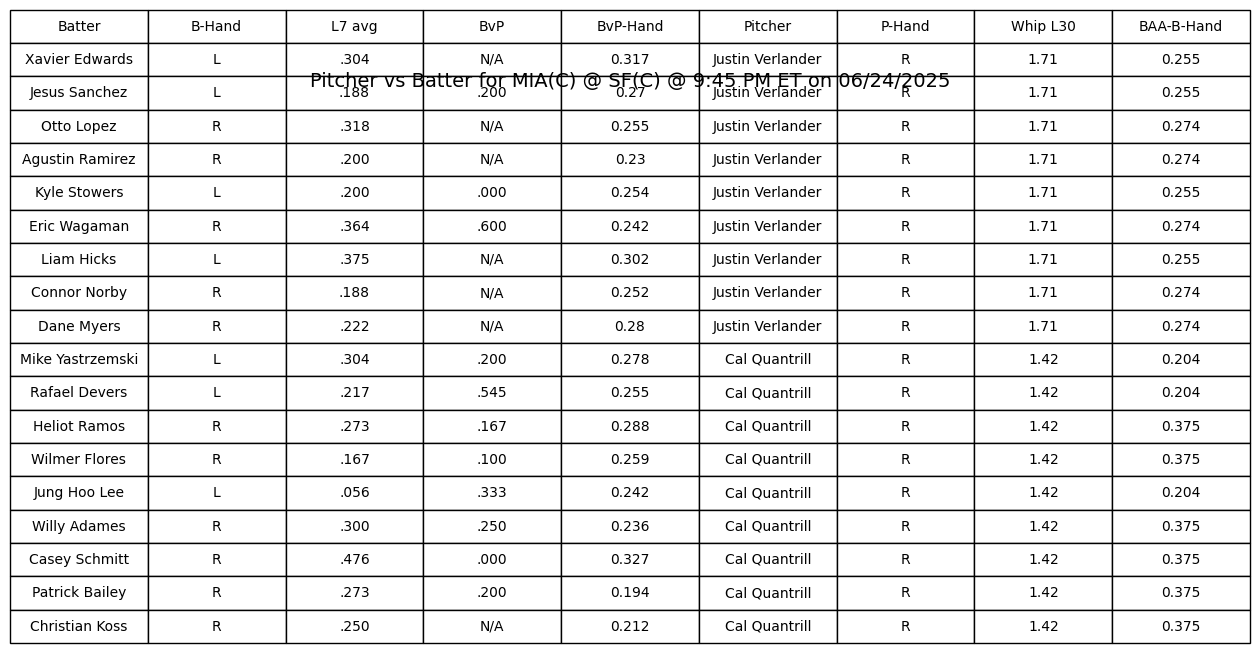 Batter B-Hand L7 avg BvP BvP-Hand Pitcher P-Hand Whip L30 BAA-B-Hand
Xavier Edwards L .304 N/A 0.317 Justin Verlander R 1.71 0.255
Pitcher vs Batter for MIA(C) @ SF(C) @ 9:45 PM ET on 06/24/2025
Jesus Sanchez L .188 .200 0.27 Justin Verlander R 1.71 0.255
Otto Lopez R .318 N/A 0.255 Justin Verlander R 1.71 0.274
Agustin Ramirez R .200 N/A 0.23 Justin Verlander R 1.71 0.274
Kyle Stowers L .200 .000 0.254 Justin Verlander R 1.71 0.255
Eric Wagaman R .364 .600 0.242 Justin Verlander R 1.71 0.274
Liam Hicks L .375 N/A 0.302 Justin Verlander R 1.71 0.255
Connor Norby R .188 N/A 0.252 Justin Verlander R 1.71 0.274
Dane Myers R .222 N/A 0.28 Justin Verlander R 1.71 0.274
Mike Yastrzemski L .304 .200 0.278 Cal Quantrill R 1.42 0.204
Rafael Devers L .217 .545 0.255 Cal Quantrill R 1.42 0.204
Heliot Ramos R .273 .167 0.288 Cal Quantrill R 1.42 0.375
Wilmer Flores R .167 .100 0.259 Cal Quantrill R 1.42 0.375
Jung Hoo Lee L .056 .333 0.242 Cal Quantrill R 1.42 0.204
Willy Adames R .300 .250 0.236 Cal Quantrill R 1.42 0.375
Casey Schmitt R .476 .000 0.327 Cal Quantrill R 1.42 0.375
Patrick Bailey R .273 .200 0.194 Cal Quantrill R 1.42 0.375
Christian Koss R .250 N/A 0.212 Cal Quantrill R 1.42 0.375